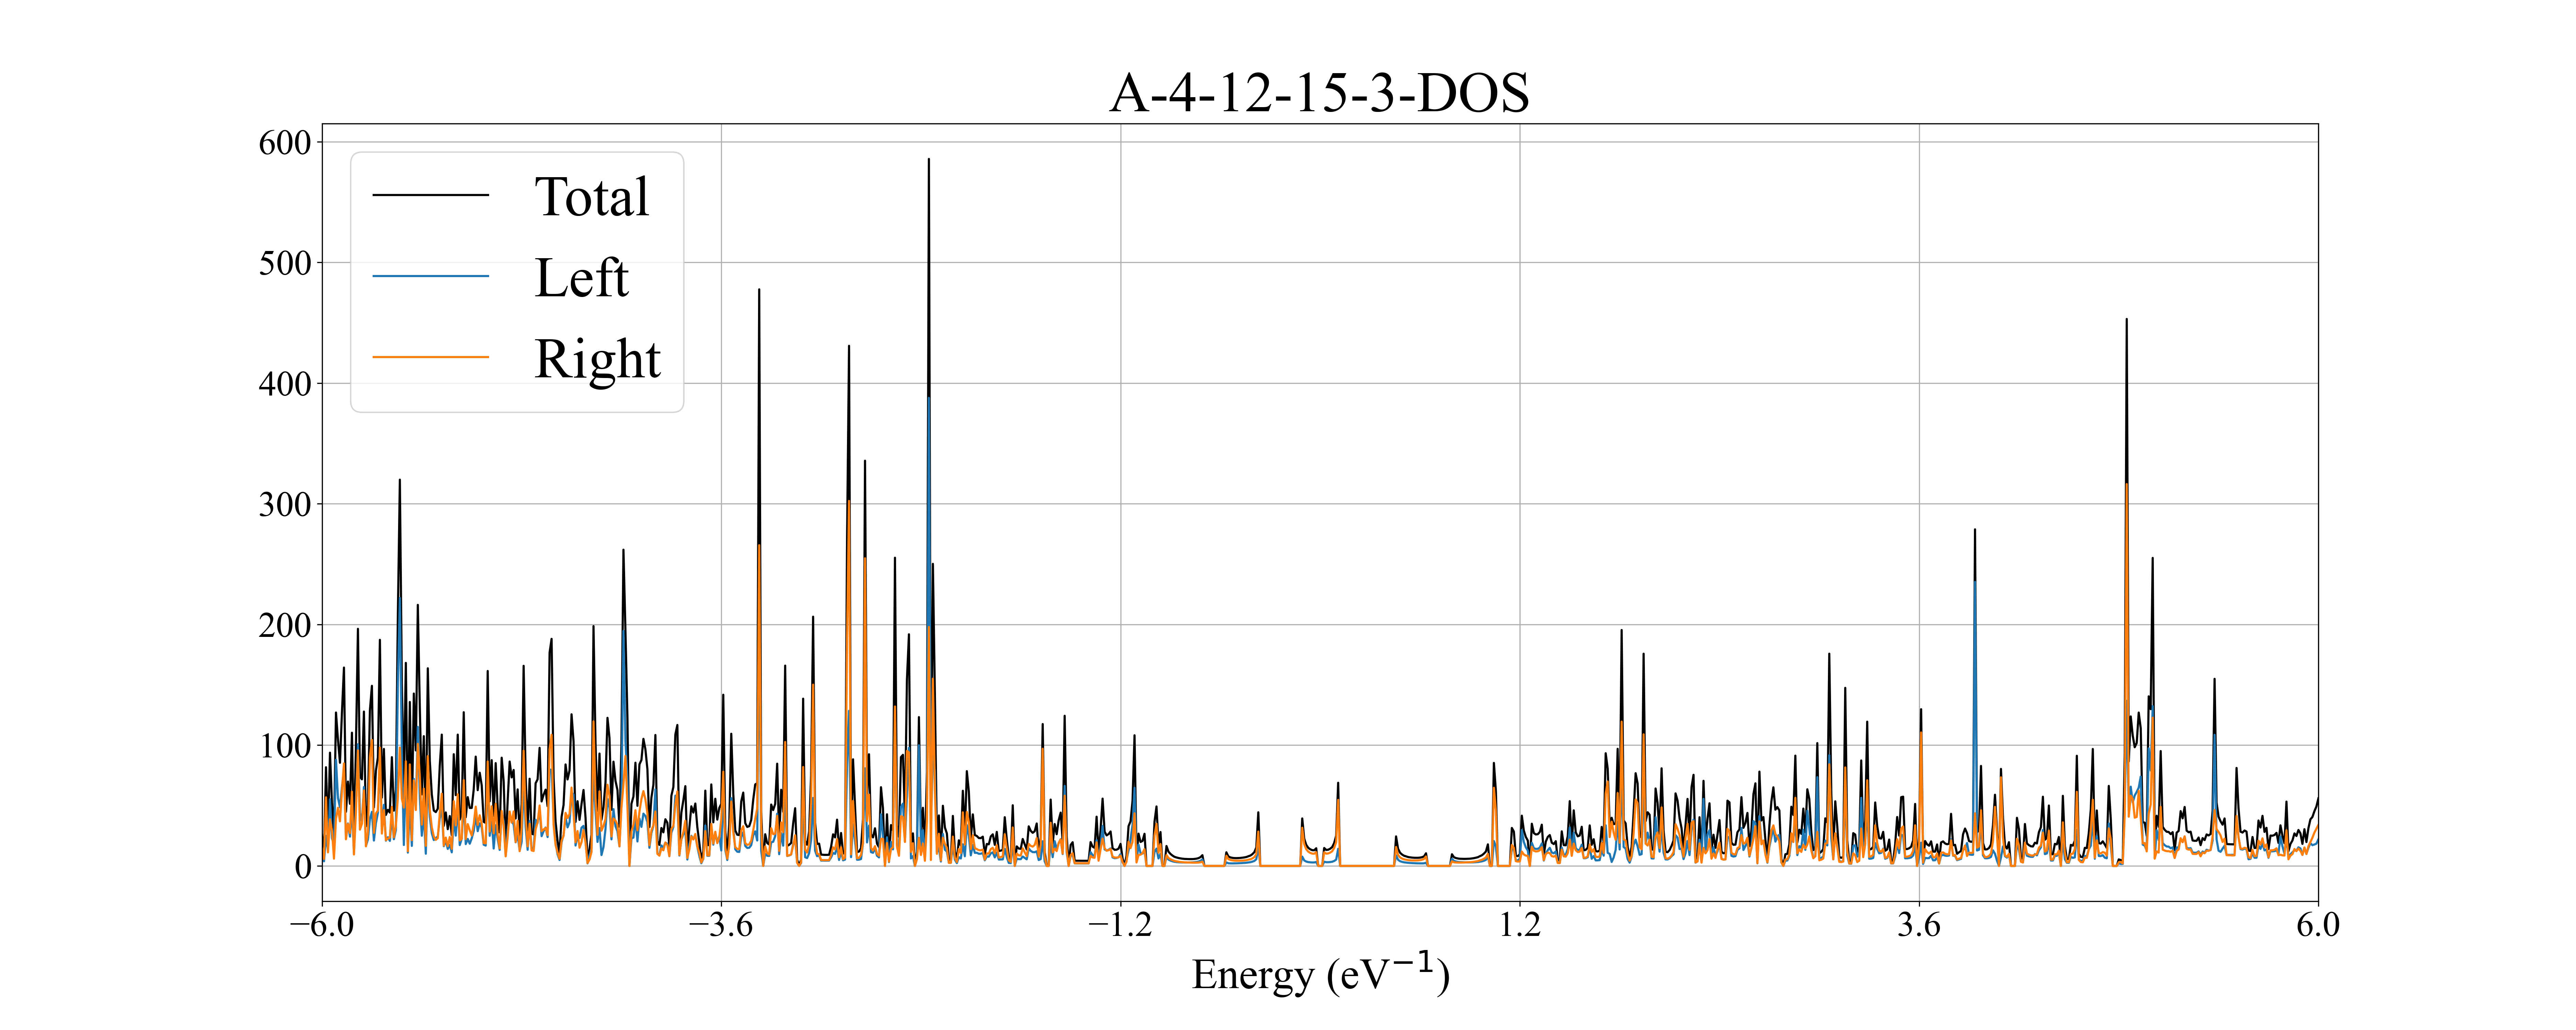 A-4-12-15-3-DOS
600
500
400
300
200
100
0
Total
Left
Right
−6.0 −3.6 −1.2 1.2 3.6 6.0
Energy (eV⁻¹)